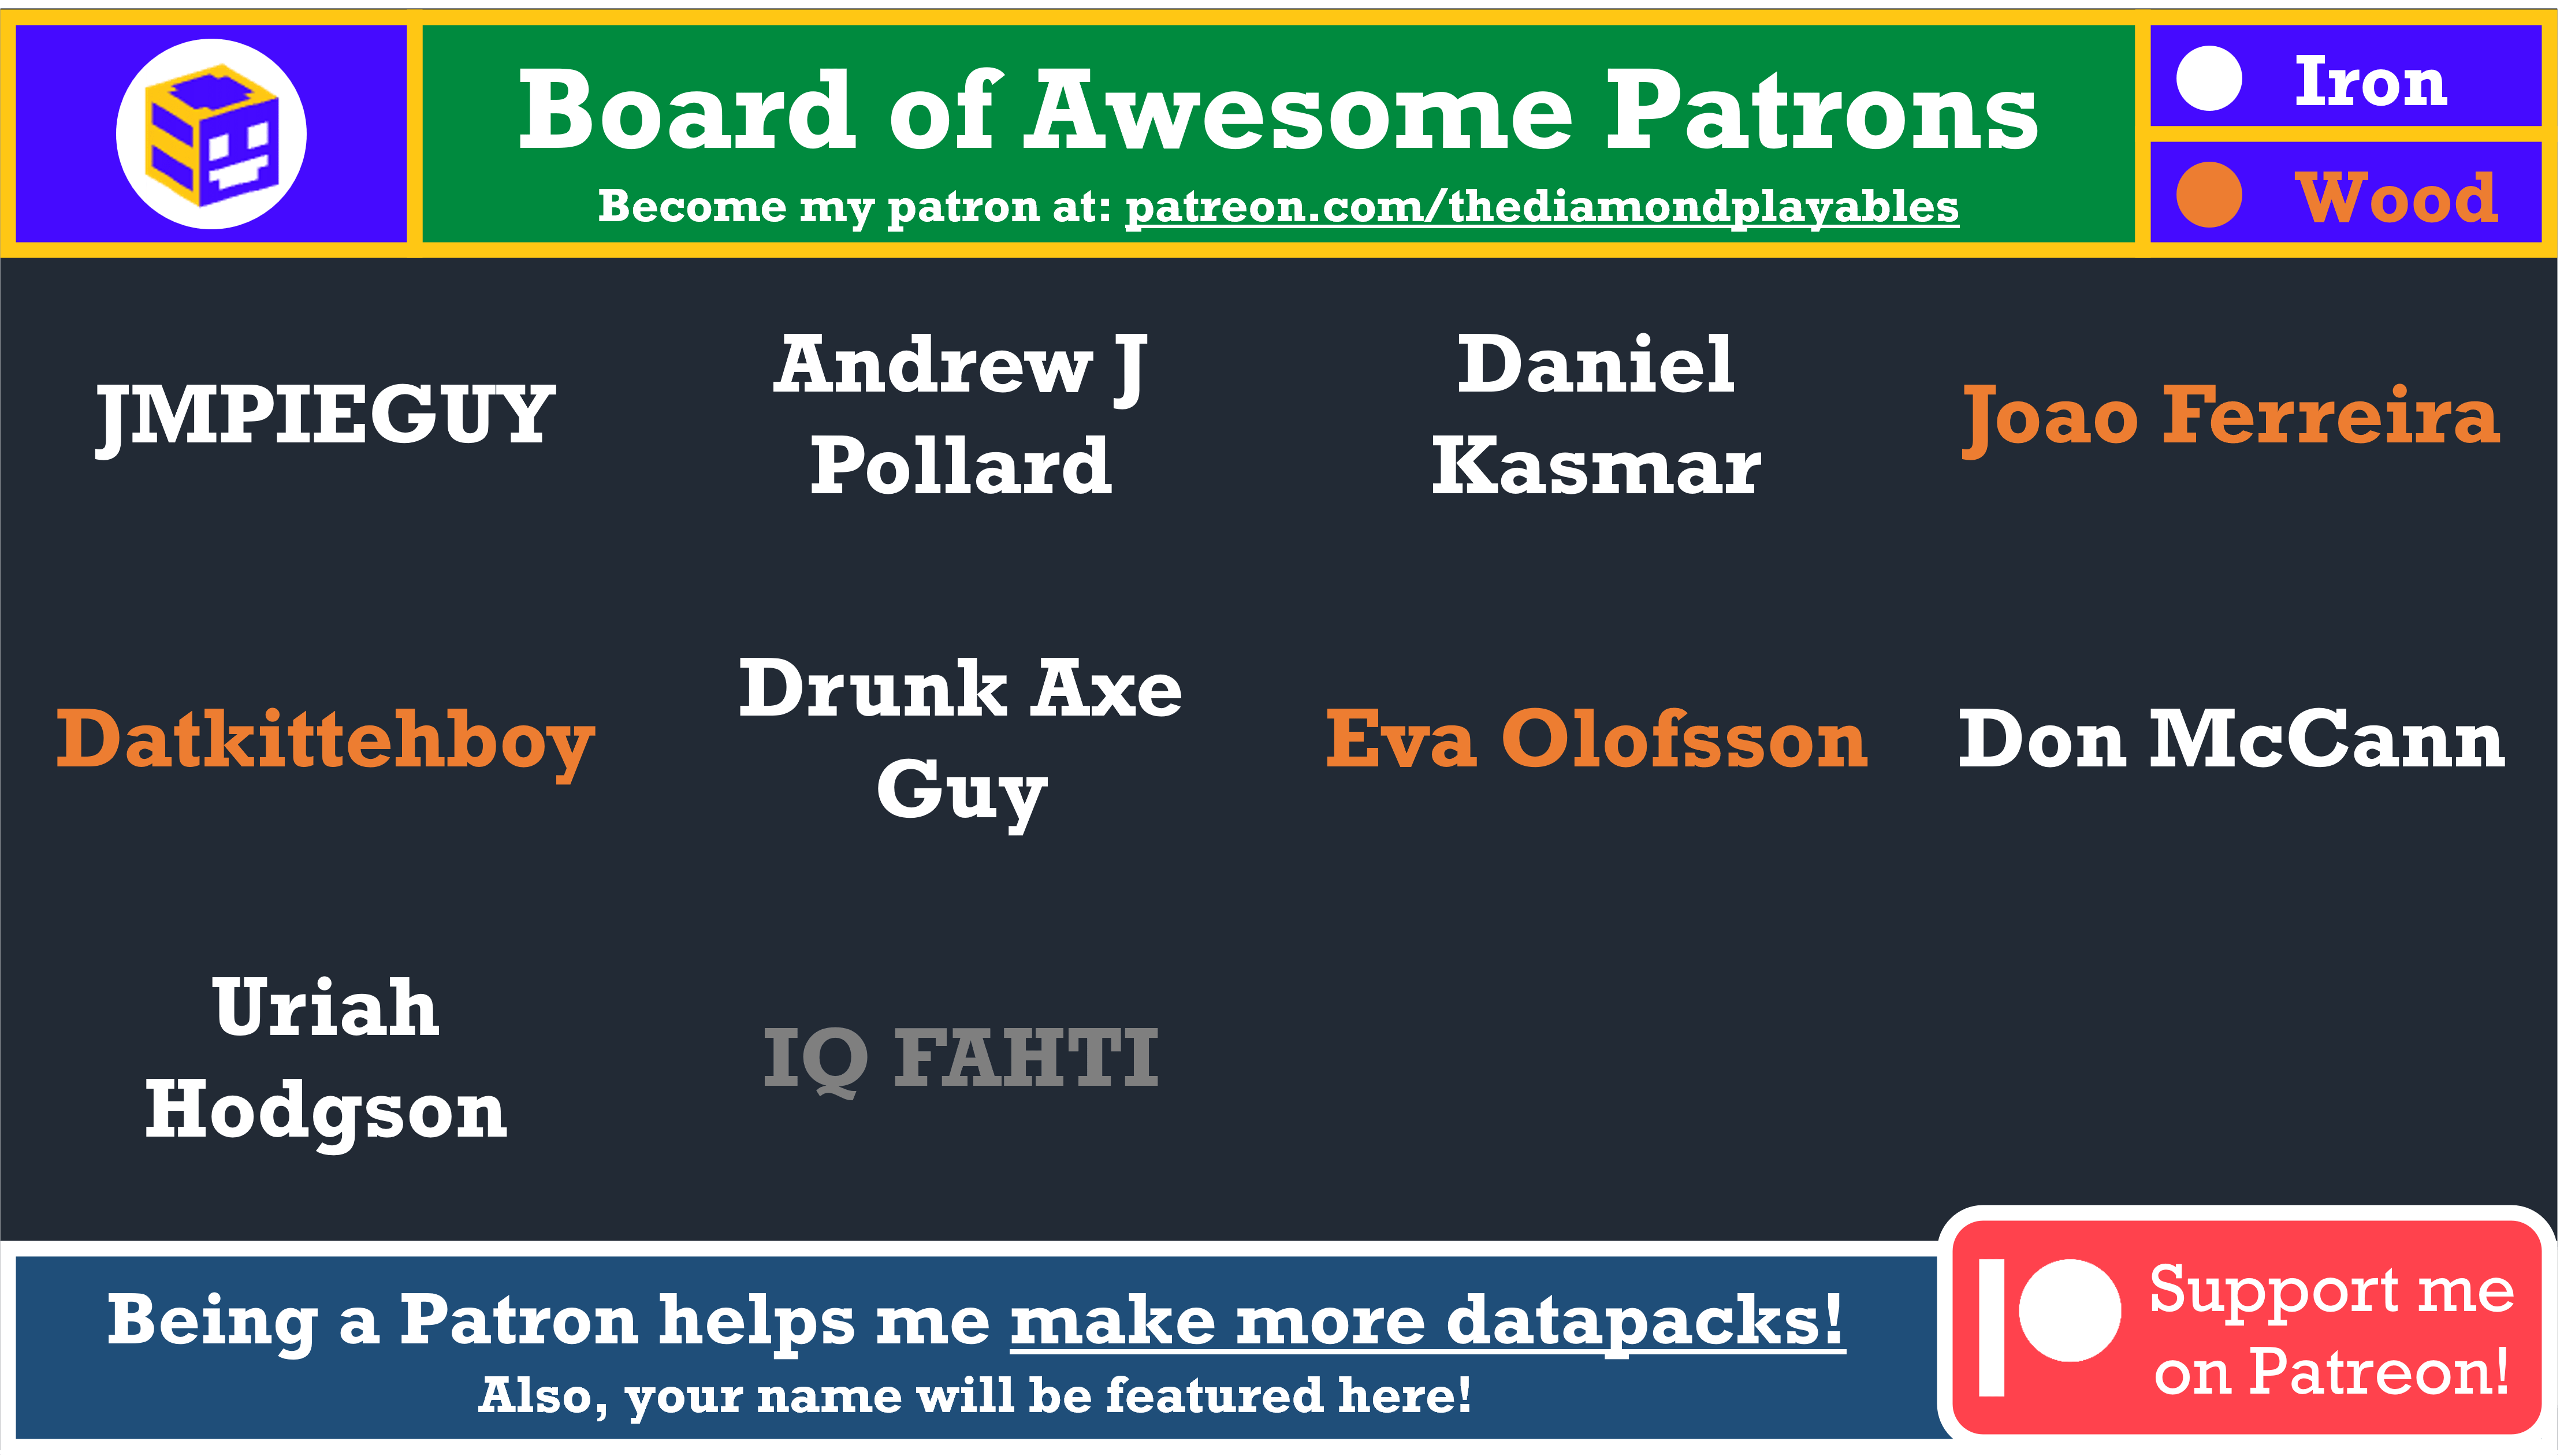 Board of Awesome Patrons
Become my patron at: patreon.com/thediamondplayables
Iron
Wood
JMPIEGUY
Andrew J
Pollard
Daniel
Kasmar
Joao Ferreira
Datkittehboy
Drunk Axe
Guy
Eva Olofsson
Don McCann
Uriah
Hodgson
IQ FAHTI
Being a Patron helps me make more datapacks!
Also, your name will be featured here!
Support me
on Patreon!